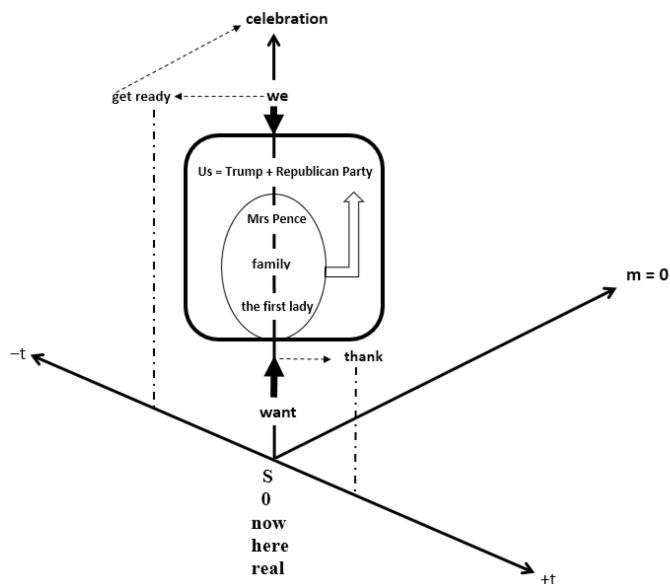 celebration
get ready
we
Us = Trump + Republican Party
Mrs Pence
family
the first lady
m = 0
−t
thank
want
S
0
now
here
real
+t